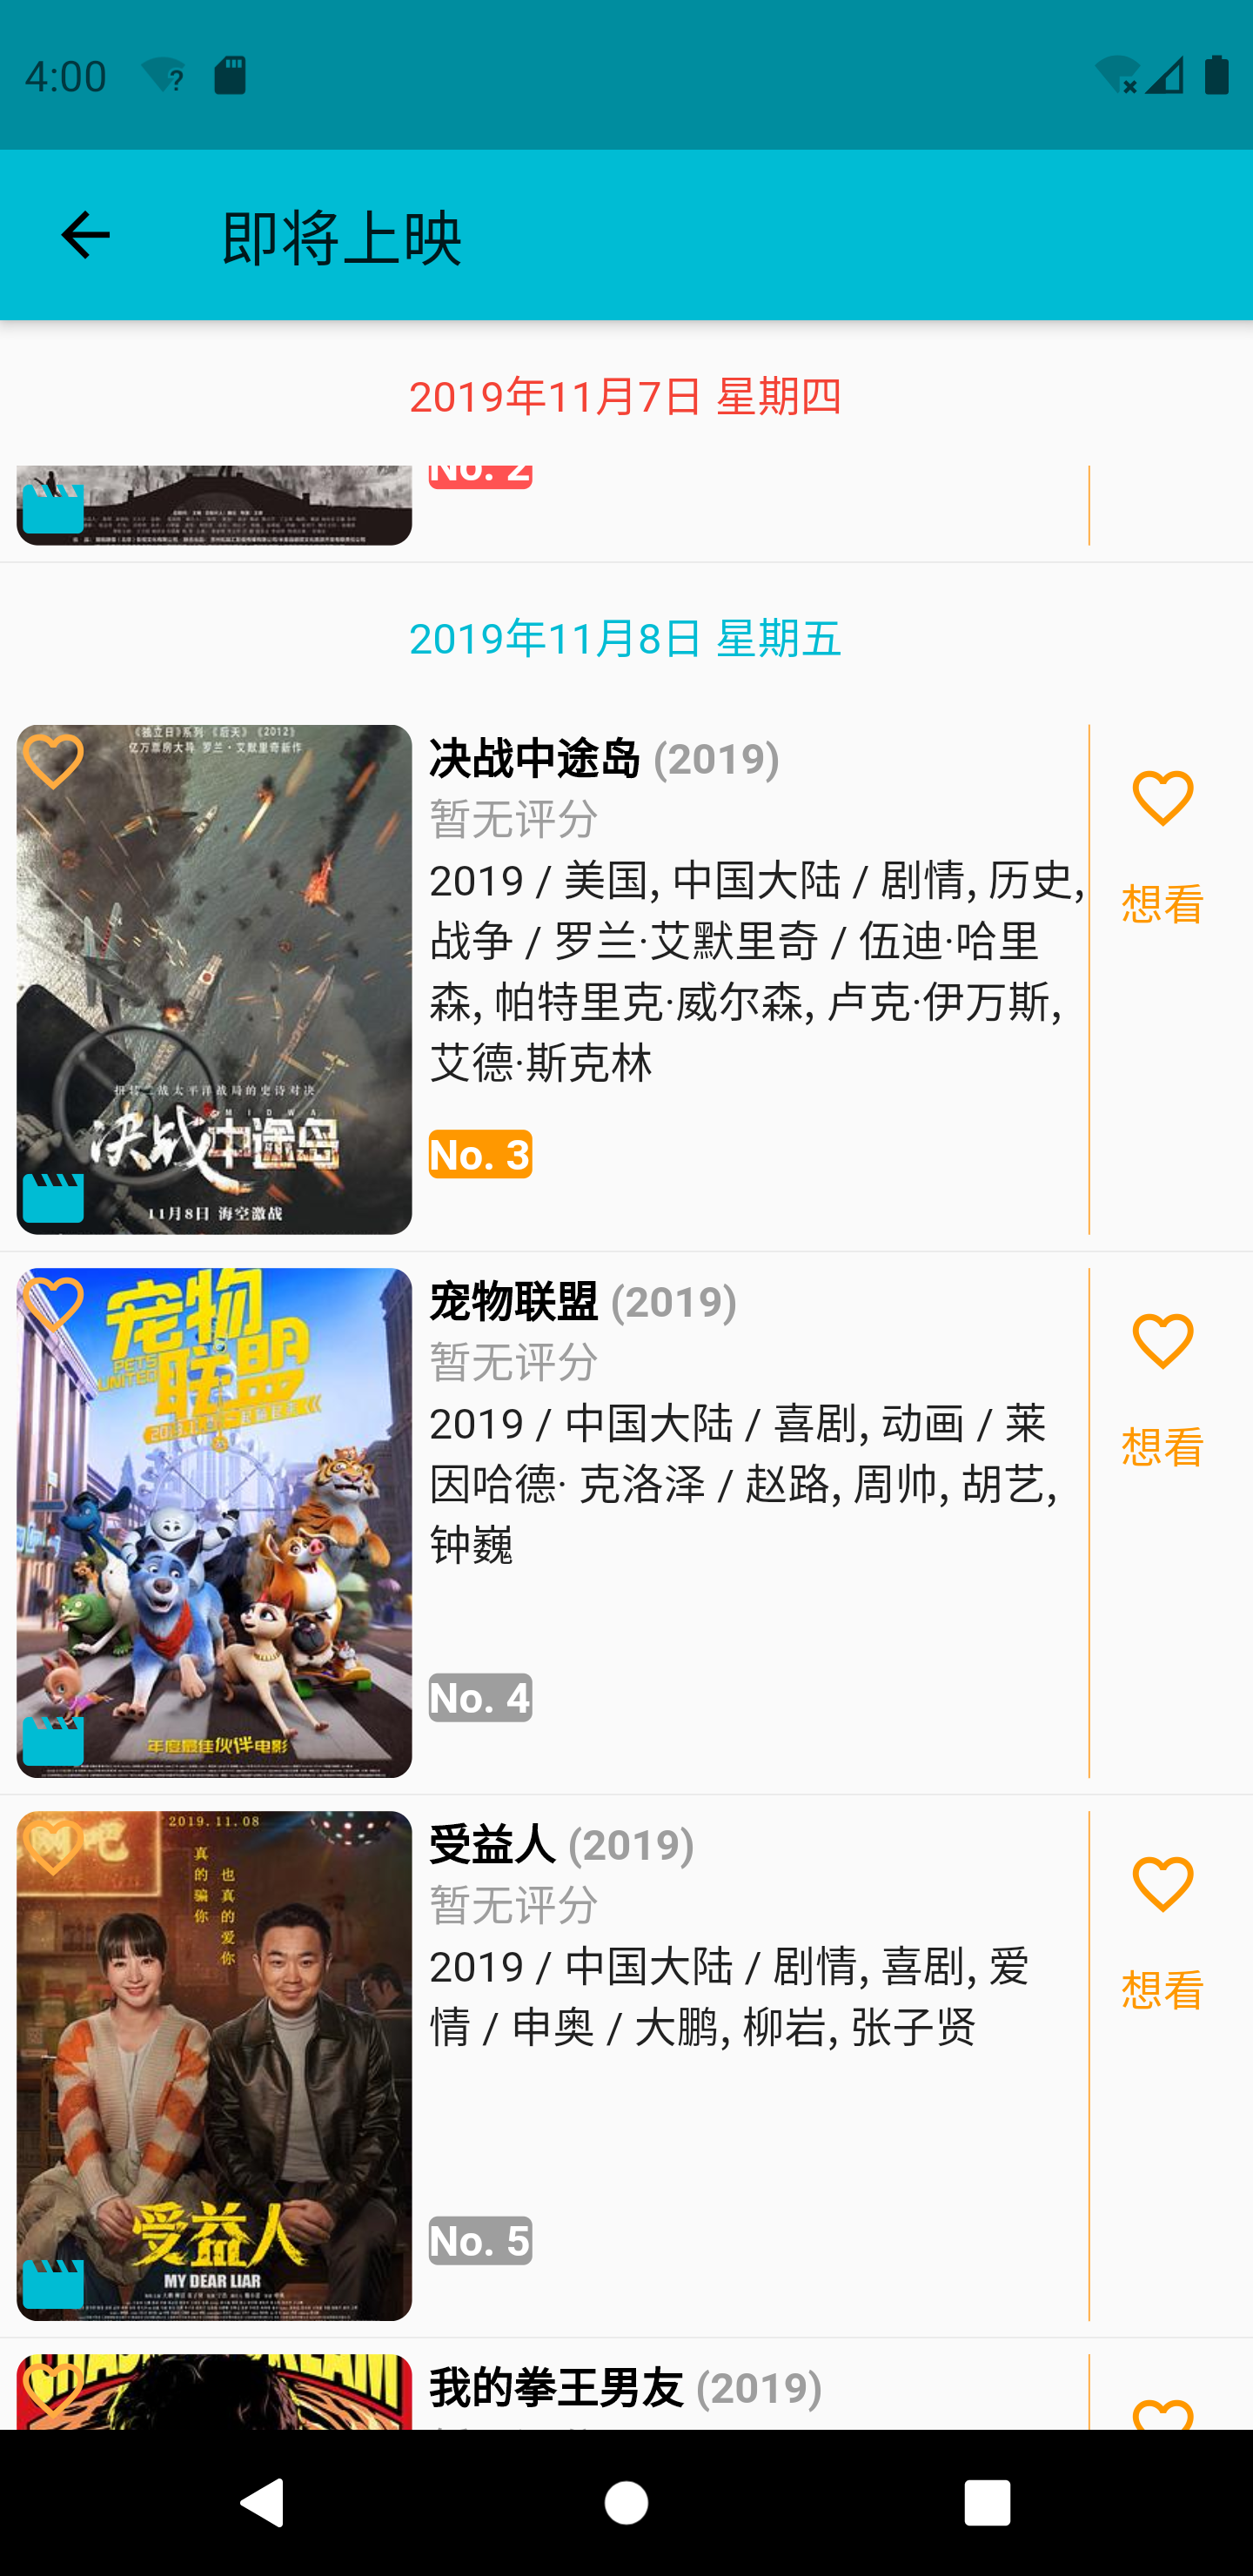 4:00
即将上映
2019年11月7日 星期四
No. 2
2019年11月8日 星期五
《独立日》系列 《后天》 《2012》
亿万票房大导 罗兰·艾默里奇新作
MIDWAY
决战中途岛
11月8日 海空激战
决战中途岛 (2019)
暂无评分
2019 / 美国, 中国大陆 / 剧情, 历史,
战争 / 罗兰·艾默里奇 / 伍迪·哈里
森, 帕特里克·威尔森, 卢克·伊万斯,
艾德·斯克林
No. 3
想看
宠物
联盟
PETS
UNITED
年度最佳伙伴电影
宠物联盟 (2019)
暂无评分
2019 / 中国大陆 / 喜剧, 动画 / 莱
因哈德· 克洛泽 / 赵路, 周帅, 胡艺,
钟巍
No. 4
想看
2019.11.08
真的骗你
也真的爱你
受益人
MY DEAR LIAR
受益人 (2019)
暂无评分
2019 / 中国大陆 / 剧情, 喜剧, 爱
情 / 申奥 / 大鹏, 柳岩, 张子贤
No. 5
想看
我的拳王男友 (2019)